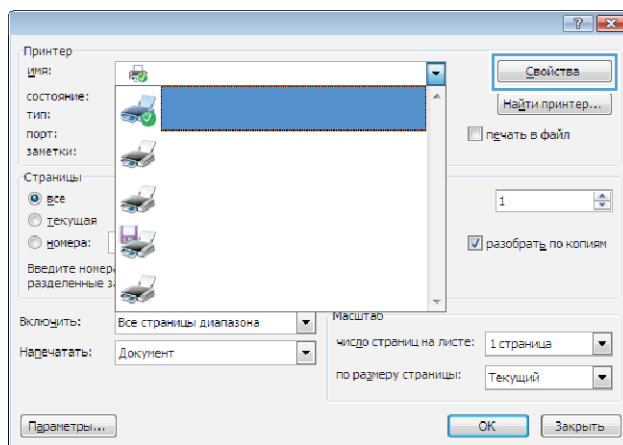 ?
Принтер
имя:
Свойства
состояние:
Найти принтер...
тип:
порт:
печать в файл
заметки:
Страницы
все
1
текущая
номера:
разобрать по копиям
Введите номера
разделенные з
Включить:
Все страницы диапазона
Масштаб
число страниц на листе:
1 страница
Напечатать:
Документ
по размеру страницы:
Текущий
Параметры...
ОК
Закрыть